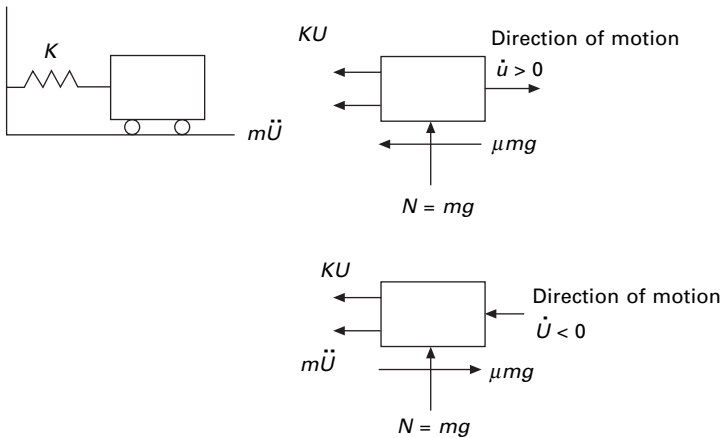 K
mÜ
KU
Direction of motion
u̇ > 0
μmg
N = mg
KU
Direction of motion
U̇ < 0
mÜ
μmg
N = mg